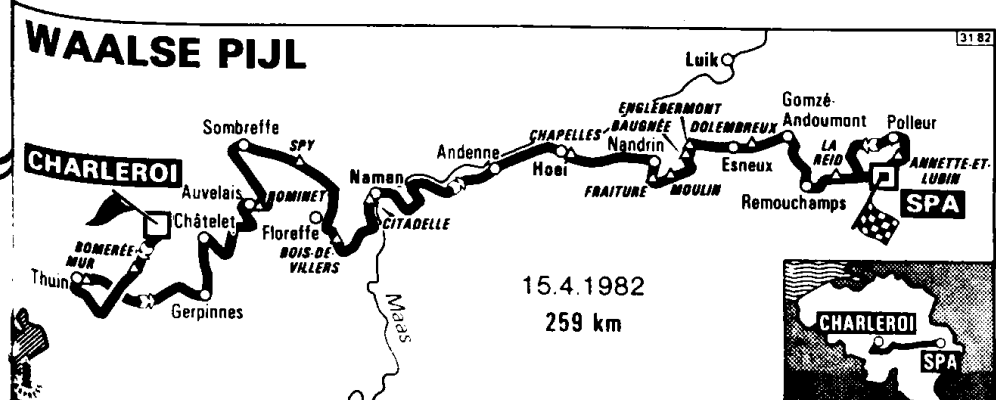 WAALSE PIJL
31 82
Luik
ENGLEBERMONT
Gomzé-
Andoumont
Polleur
Sombreffe
SPY
CHAPELLES
BAUGNÉE
DOLEMBREUX
LA
REID
Andenne
Hoei
Nandrin
Esneux
ANNETTE-ET-
LUBIN
CHARLEROI
Auvelais
BOMINET
Namen
FRAITURE
MOULIN
Remouchamps
SPA
Châtelet
Floreffe
CITADELLE
BOMERÉE
MUR
BOIS-DE-
VILLERS
Thuin
Gerpinnes
Maas
15.4.1982
259 km
CHARLEROI
SPA